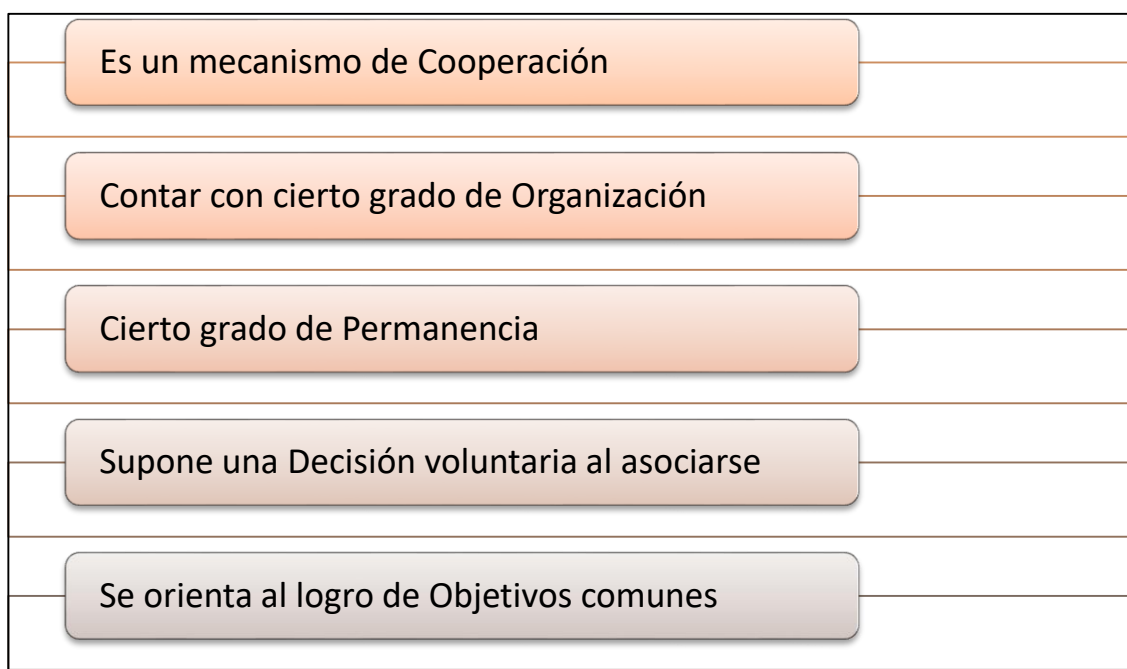 Es un mecanismo de Cooperación
Contar con cierto grado de Organización
Cierto grado de Permanencia
Supone una Decisión voluntaria al asociarse
Se orienta al logro de Objetivos comunes